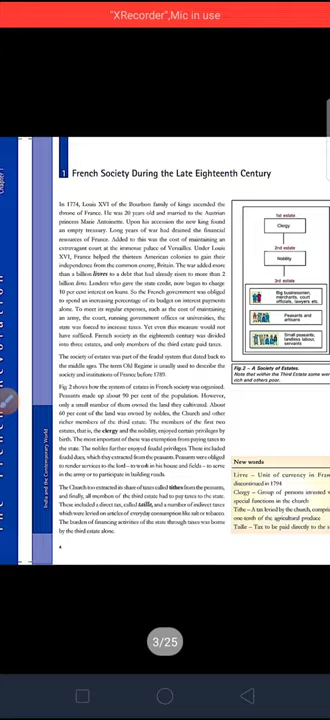 "XRecorder",Mic in use
Chapter I
1 French Society During the Late Eighteenth Century
In 1774, Louis XVI of the Bourbon family of kings ascended the
throne of France. He was 20 years old and married to the Austrian
princess Marie Antoinette. Upon his accession the new king found
an empty treasury. Long years of war had drained the financial
resources of France. Added to this was the cost of maintaining an
extravagant court at the immense palace of Versailles. Under Louis
XVI, France helped the thirteen American colonies to gain their
independence from the common enemy, Britain. The war added more
than a billion livres to a debt that had already risen to more than 2
billion livres. Lenders who gave the state credit, now began to charge
10 per cent interest on loans. So the French government was obliged
to spend an increasing percentage of its budget on interest payments
alone. To meet its regular expenses, such as the cost of maintaining
an army, the court, running government offices or universities, the
state was forced to increase taxes. Yet even this measure would not
have sufficed. French society in the eighteenth century was divided
into three estates, and only members of the third estate paid taxes.
The society of estates was part of the feudal system that dated back to
the middle ages. The term Old Regime is usually used to describe the
society and institutions of France before 1789.
Fig 2 shows how the system of estates in French society was organised.
Peasants made up about 90 per cent of the population. However,
only a small number of them owned the land they cultivated. About
60 per cent of the land was owned by nobles, the Church and other
richer members of the third estate. The members of the first two
estates, that is, the clergy and the nobility, enjoyed certain privileges by
birth. The most important of these was exemption from paying taxes to
the state. The nobles further enjoyed feudal privileges. These included
feudal dues, which they extracted from the peasants. Peasants were obliged
to render services to the lord – to work in his house and fields – to serve
in the army or to participate in building roads.
The Church too extracted its share of taxes called tithes from the peasants,
and finally, all members of the third estate had to pay taxes to the state.
These included a direct tax, called taille, and a number of indirect taxes
which were levied on articles of everyday consumption like salt or tobacco.
The burden of financing activities of the state through taxes was borne
by the third estate alone.
4
India and the Contemporary World
The French Revolution
1st estate
Clergy
2nd estate
Nobility
3rd estate
Big businessmen,
merchants, court
officials, lawyers etc.
Peasants and
artisans
Small peasants,
landless labour,
servants
Fig.2 – A Society of Estates.
Note that within the Third Estate some wer
rich and others poor.
New words
Livre – Unit of currency in Fran
discontinued in 1794
Clergy – Group of persons invested w
special functions in the church
Tithe – A tax levied by the church, compris
one-tenth of the agricultural produce
Taille – Tax to be paid directly to the s
3/25